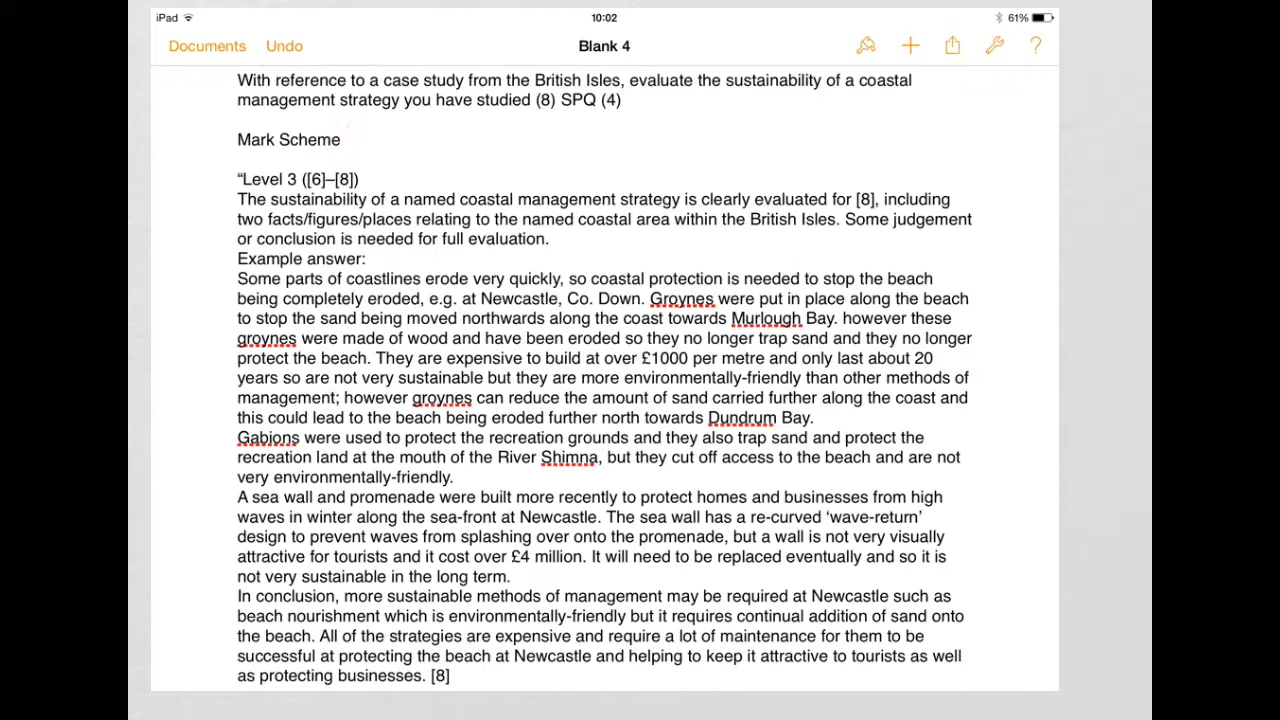 iPad 10:02 61%
Documents Undo Blank 4 ?
With reference to a case study from the British Isles, evaluate the sustainability of a coastal
management strategy you have studied (8) SPQ (4)
Mark Scheme
“Level 3 ([6]–[8])
The sustainability of a named coastal management strategy is clearly evaluated for [8], including
two facts/figures/places relating to the named coastal area within the British Isles. Some judgement
or conclusion is needed for full evaluation.
Example answer:
Some parts of coastlines erode very quickly, so coastal protection is needed to stop the beach
being completely eroded, e.g. at Newcastle, Co. Down. Groynes were put in place along the beach
to stop the sand being moved northwards along the coast towards Murlough Bay. however these
groynes were made of wood and have been eroded so they no longer trap sand and they no longer
protect the beach. They are expensive to build at over £1000 per metre and only last about 20
years so are not very sustainable but they are more environmentally-friendly than other methods of
management; however groynes can reduce the amount of sand carried further along the coast and
this could lead to the beach being eroded further north towards Dundrum Bay.
Gabions were used to protect the recreation grounds and they also trap sand and protect the
recreation land at the mouth of the River Shimna, but they cut off access to the beach and are not
very environmentally-friendly.
A sea wall and promenade were built more recently to protect homes and businesses from high
waves in winter along the sea-front at Newcastle. The sea wall has a re-curved ‘wave-return’
design to prevent waves from splashing over onto the promenade, but a wall is not very visually
attractive for tourists and it cost over £4 million. It will need to be replaced eventually and so it is
not very sustainable in the long term.
In conclusion, more sustainable methods of management may be required at Newcastle such as
beach nourishment which is environmentally-friendly but it requires continual addition of sand onto
the beach. All of the strategies are expensive and require a lot of maintenance for them to be
successful at protecting the beach at Newcastle and helping to keep it attractive to tourists as well
as protecting businesses. [8]